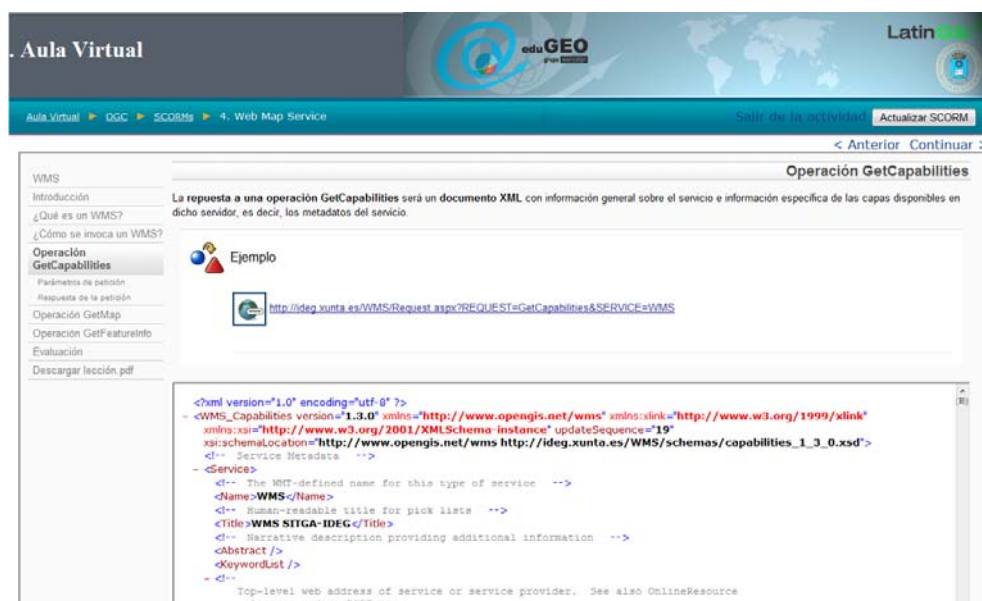 . Aula Virtual
eduGEO
Latin
Aula Virtual ► OGC ► SCORMs ► 4. Web Map Service
Salir de la actividad
Actualizar SCORM
< Anterior Continuar
WMS
Introducción
¿Qué es un WMS?
¿Cómo se invoca un WMS?
Operación
GetCapabilities
Parámetros de petición
Respuesta de la petición
Operación GetMap
Operación GetFeatureInfo
Evaluación
Descargar lección.pdf
Operación GetCapabilities
La repuesta a una operación GetCapabilities será un documento XML con información general sobre el servicio e información específica de las capas disponibles en
dicho servidor, es decir, los metadatos del servicio.
Ejemplo
http://ideg.xunta.es/WMS/Request.aspx?REQUEST=GetCapabilities&SERVICE=WMS
<?xml version="1.0" encoding="utf-8" ?>
- <WMS_Capabilities version="1.3.0" xmlns="http://www.opengis.net/wms" xmlns:xlink="http://www.w3.org/1999/xlink"
xmlns:xsi="http://www.w3.org/2001/XMLSchema-instance" updateSequence="19"
xsi:schemaLocation="http://www.opengis.net/wms http://ideg.xunta.es/WMS/schemas/capabilities_1_3_0.xsd">
<!-- Service Metadata -->
- <Service>
<!-- The WMT-defined name for this type of service -->
<Name>WMS</Name>
<!-- Human-readable title for pick lists -->
<Title>WMS SITGA-IDEG</Title>
<!-- Narrative description providing additional information -->
<Abstract />
<KeywordList />
- <!--
Top-level web address of service or service provider. See also OnlineResource